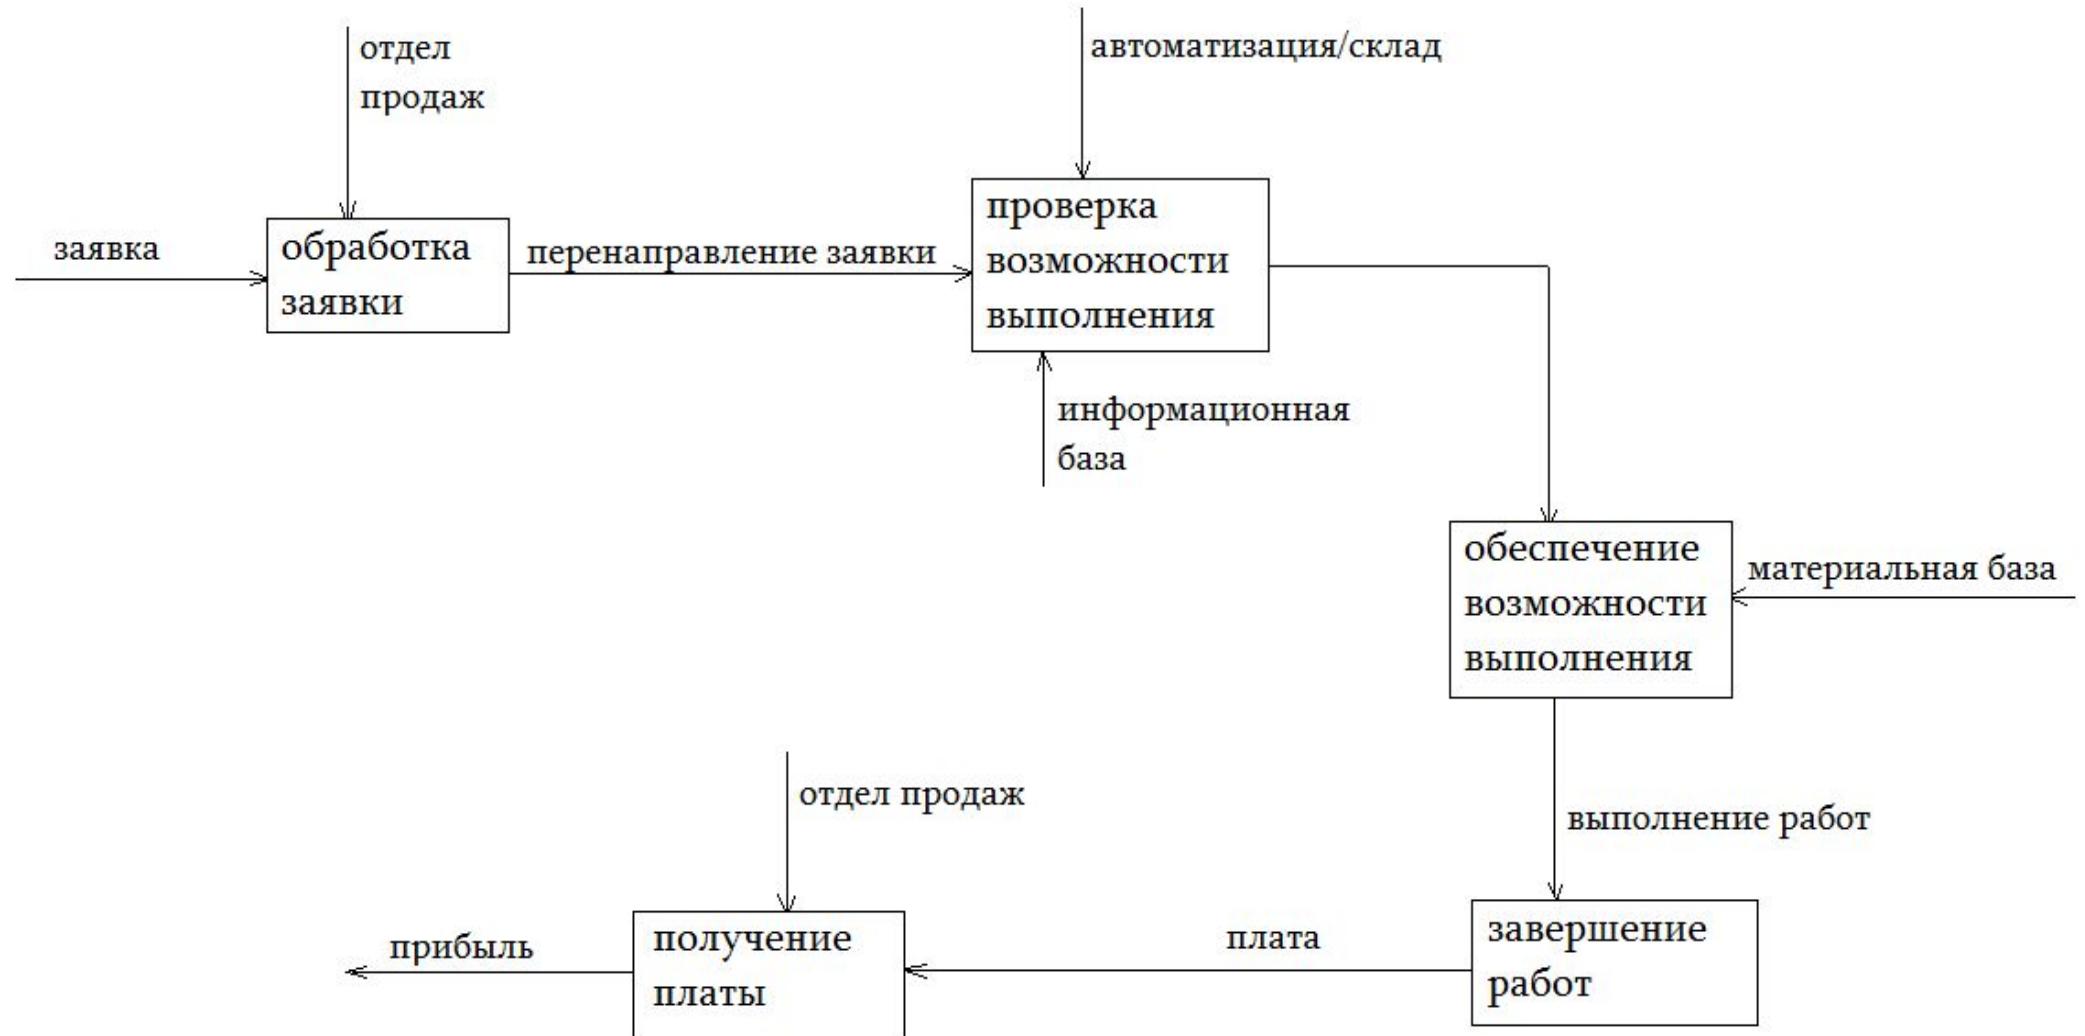 отдел
продаж
автоматизация/склад
заявка
обработка
заявки
перенаправление заявки
проверка
возможности
выполнения
информационная
база
обеспечение
возможности
выполнения
материальная база
отдел продаж
выполнение работ
прибыль
получение
платы
плата
завершение
работ